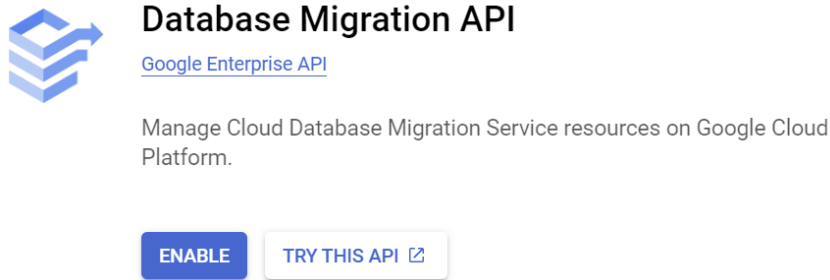 Database Migration API
Google Enterprise API
Manage Cloud Database Migration Service resources on Google Cloud
Platform.
ENABLE TRY THIS API